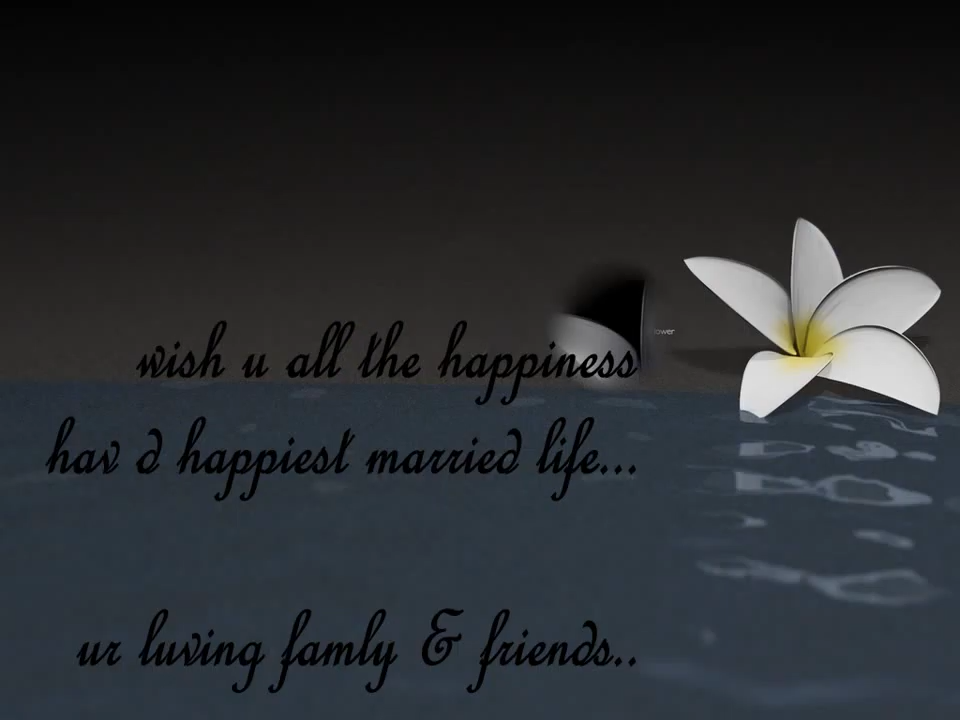 wish u all the happiness
hav d happiest married life...
ur luving famly & friends..